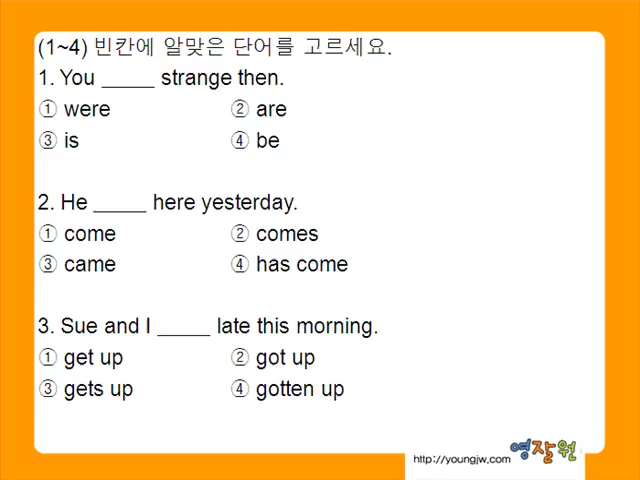 (1~4) 빈칸에 알맞은 단어를 고르세요.
1. You _____ strange then.
① were ② are
③ is ④ be
2. He _____ here yesterday.
① come ② comes
③ came ④ has come
3. Sue and I _____ late this morning.
① get up ② got up
③ gets up ④ gotten up
영잘원
http://youngjw.com